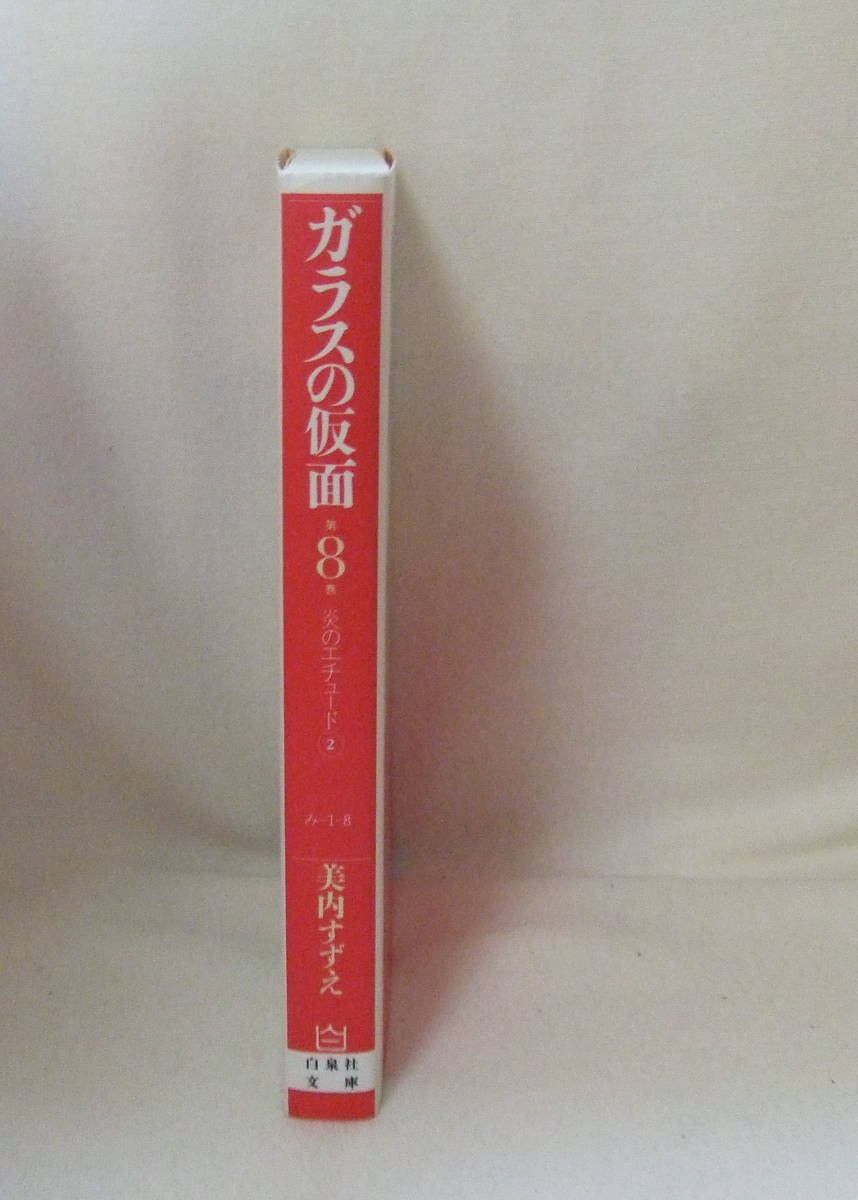 ガラスの仮面
第
8
巻
炎のエチュード②
み-1-8
美内すずえ
白泉社
文庫